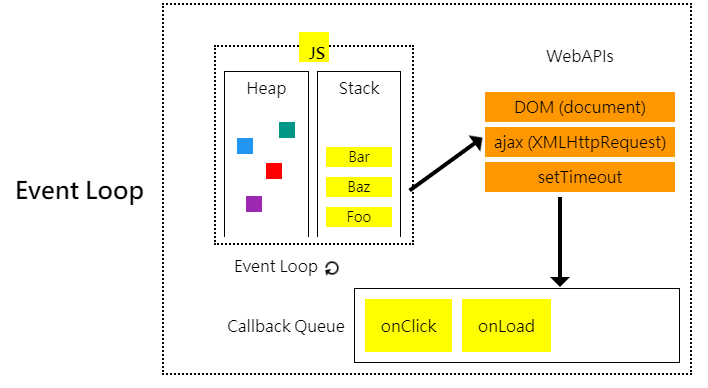 Event Loop
JS
Heap
Stack
Bar
Baz
Foo
WebAPIs
DOM (document)
ajax (XMLHttpRequest)
setTimeout
Event Loop
Callback Queue
onClick
onLoad